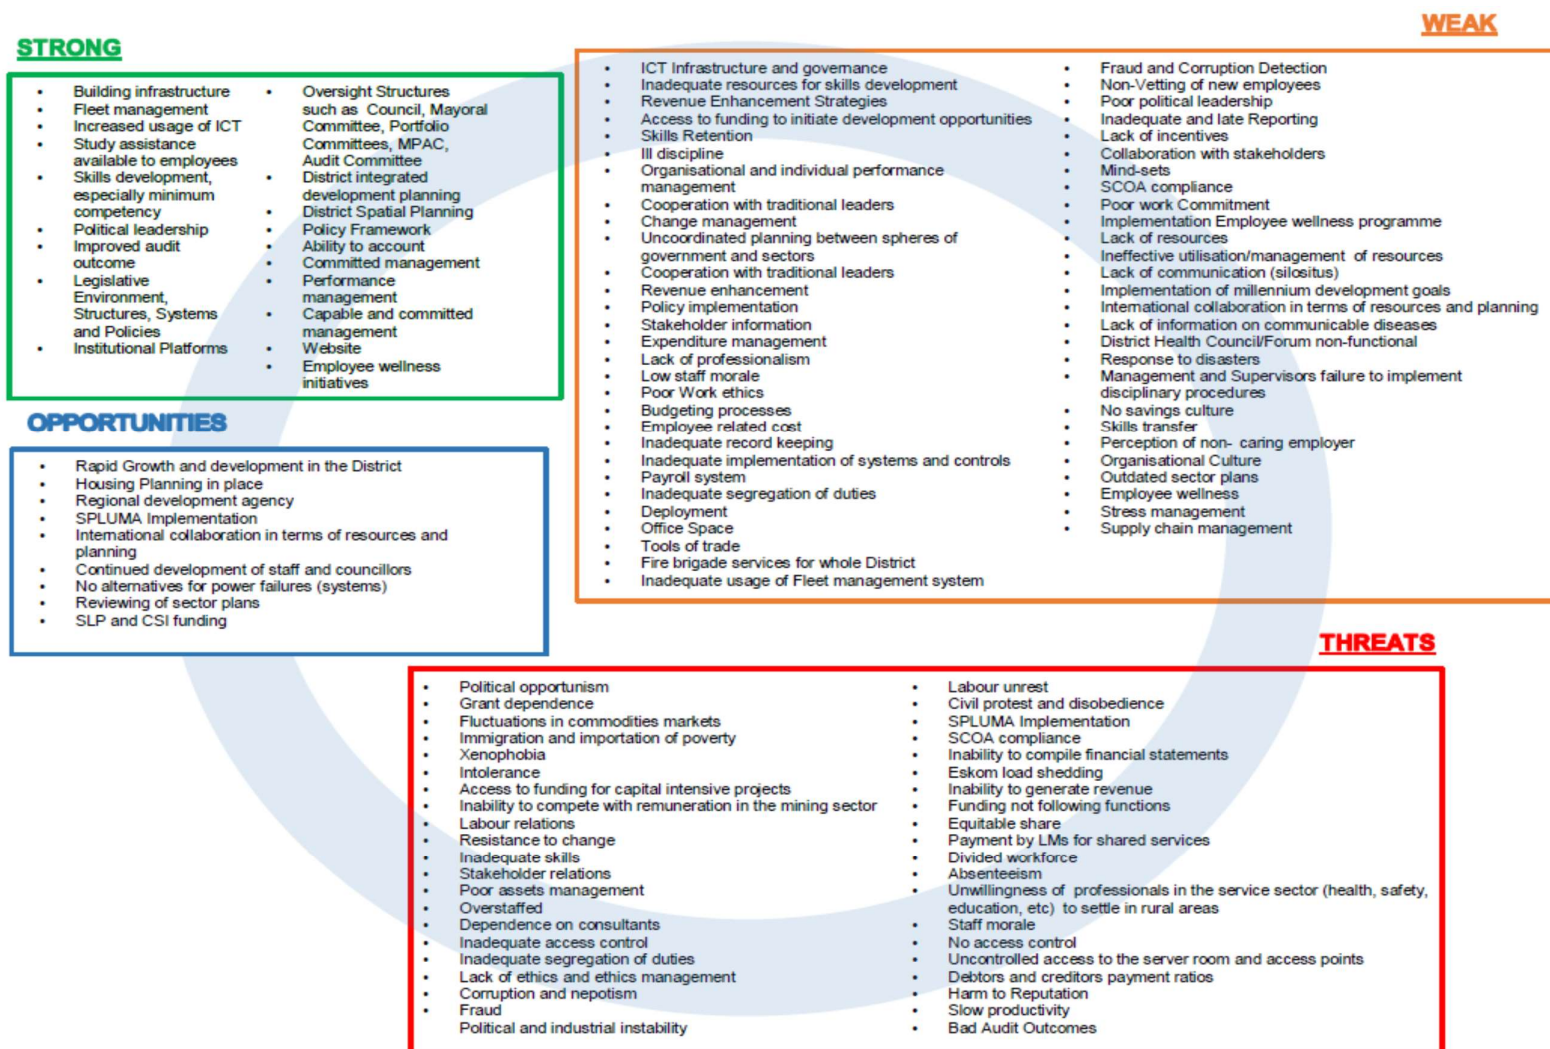 STRONG
• Building infrastructure
• Fleet management
• Increased usage of ICT
• Study assistance
available to employees
• Skills development,
especially minimum
competency
• Political leadership
• Improved audit
outcome
• Legislative
Environment,
Structures, Systems
and Policies
• Institutional Platforms
• Oversight Structures
such as Council, Mayoral
Committee, Portfolio
Committees, MPAC,
Audit Committee
• District integrated
development planning
• District Spatial Planning
• Policy Framework
• Ability to account
• Committed management
• Performance
management
• Capable and committed
management
• Website
• Employee wellness
initiatives
WEAK
• ICT Infrastructure and governance
• Inadequate resources for skills development
• Revenue Enhancement Strategies
• Access to funding to initiate development opportunities
• Skills Retention
• Ill discipline
• Organisational and individual performance
management
• Cooperation with traditional leaders
• Change management
• Uncoordinated planning between spheres of
government and sectors
• Cooperation with traditional leaders
• Revenue enhancement
• Policy implementation
• Stakeholder information
• Expenditure management
• Lack of professionalism
• Low staff morale
• Poor Work ethics
• Budgeting processes
• Employee related cost
• Inadequate record keeping
• Inadequate implementation of systems and controls
• Payroll system
• Inadequate segregation of duties
• Deployment
• Office Space
• Tools of trade
• Fire brigade services for whole District
• Inadequate usage of Fleet management system
• Fraud and Corruption Detection
• Non-Vetting of new employees
• Poor political leadership
• Inadequate and late Reporting
• Lack of incentives
• Collaboration with stakeholders
• Mind-sets
• SCOA compliance
• Poor work Commitment
• Implementation Employee wellness programme
• Lack of resources
• Ineffective utilisation/management of resources
• Lack of communication (silositus)
• Implementation of millennium development goals
• International collaboration in terms of resources and planning
• Lack of information on communicable diseases
• District Health Council/Forum non-functional
• Response to disasters
• Management and Supervisors failure to implement
disciplinary procedures
• No savings culture
• Skills transfer
• Perception of non- caring employer
• Organisational Culture
• Outdated sector plans
• Employee wellness
• Stress management
• Supply chain management
OPPORTUNITIES
• Rapid Growth and development in the District
• Housing Planning in place
• Regional development agency
• SPLUMA Implementation
• International collaboration in terms of resources and
planning
• Continued development of staff and councillors
• No alternatives for power failures (systems)
• Reviewing of sector plans
• SLP and CSI funding
THREATS
• Political opportunism
• Grant dependence
• Fluctuations in commodities markets
• Immigration and importation of poverty
• Xenophobia
• Intolerance
• Access to funding for capital intensive projects
• Inability to compete with remuneration in the mining sector
• Labour relations
• Resistance to change
• Inadequate skills
• Stakeholder relations
• Poor assets management
• Overstaffed
• Dependence on consultants
• Inadequate access control
• Inadequate segregation of duties
• Lack of ethics and ethics management
• Corruption and nepotism
• Fraud
Political and industrial instability
• Labour unrest
• Civil protest and disobedience
• SPLUMA Implementation
• SCOA compliance
• Inability to compile financial statements
• Eskom load shedding
• Inability to generate revenue
• Funding not following functions
• Equitable share
• Payment by LMs for shared services
• Divided workforce
• Absenteeism
• Unwillingness of professionals in the service sector (health, safety,
education, etc) to settle in rural areas
• Staff morale
• No access control
• Uncontrolled access to the server room and access points
• Debtors and creditors payment ratios
• Harm to Reputation
• Slow productivity
• Bad Audit Outcomes